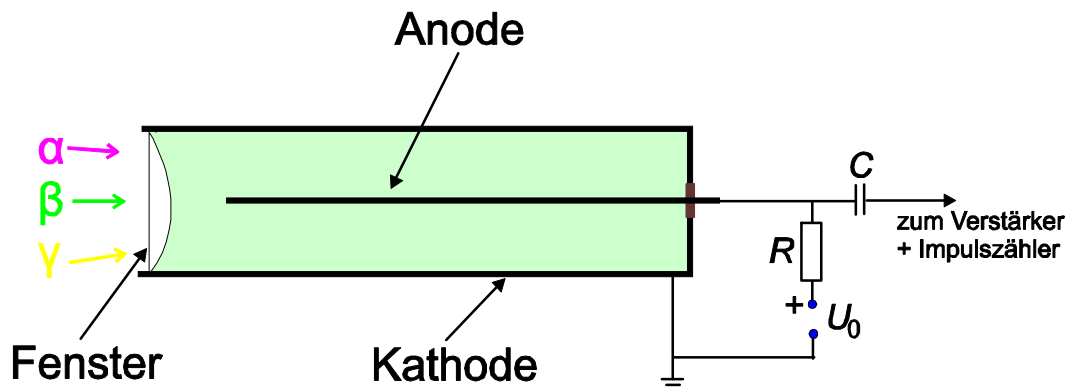 Anode
α
β
γ
C
zum Verstärker
+ Impulszähler
R
+
U0
Fenster
Kathode